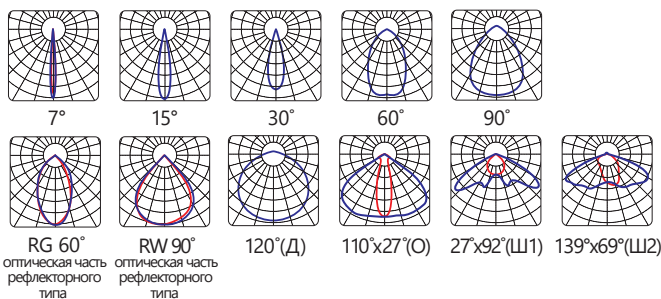 7° 15° 30° 60° 90°
RG 60° RW 90° 120°(Д) 110°x27°(О) 27°x92°(Ш1) 139°x69°(Ш2)
оптическая часть оптическая часть
рефлекторного рефлекторного
типа типа